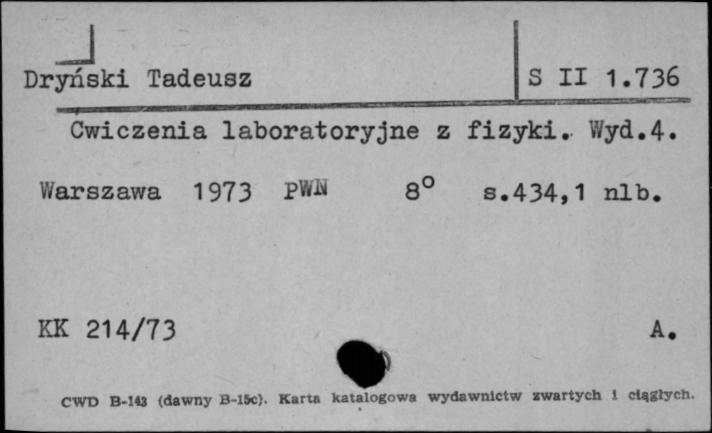 Dryński Tadeusz
S II 1.736
Cwiczenia laboratoryjne z fizyki. Wyd.4.
Warszawa 1973 PWN 8° s.434,1 nlb.
KK 214/73 A.
CWD B-143 (dawny B-15c). Karta katalogowa wydawnictw zwartych i ciągłych.